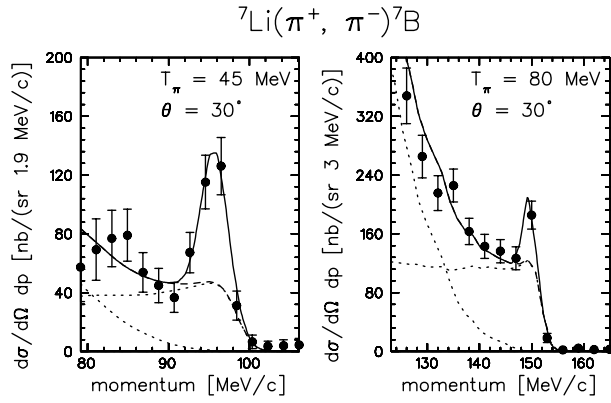 ⁷Li(π⁺, π⁻)⁷B
T_π = 45 MeV
θ = 30°
dσ/dΩ dp [nb/(sr 1.9 MeV/c)]
200
160
120
80
40
0
80 90 100
momentum [MeV/c]
T_π = 80 MeV
θ = 30°
dσ/dΩ dp [nb/(sr 3 MeV/c)]
400
320
240
160
80
0
130 140 150 160
momentum [MeV/c]